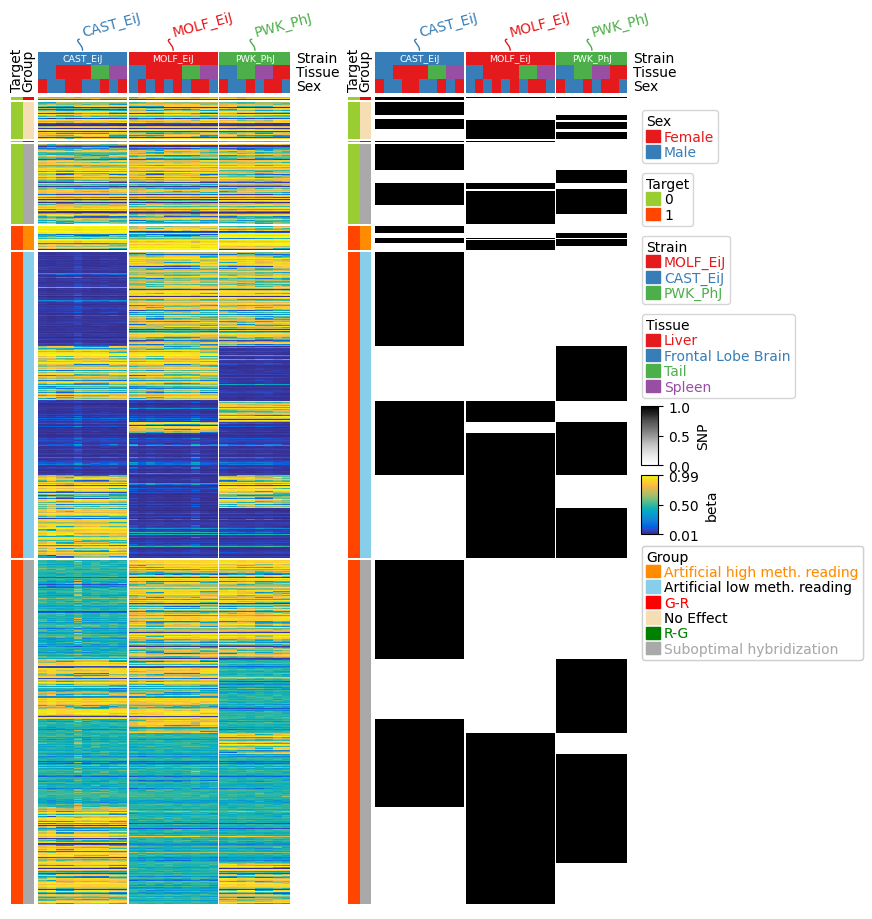 CAST_EiJ
MOLF_EiJ
PWK_PhJ
CAST_EiJ
MOLF_EiJ
PWK_PhJ
Target
Group
CAST_EiJ
MOLF_EiJ
PWK_PhJ
Strain
Tissue
Sex
Target
Group
CAST_EiJ
MOLF_EiJ
PWK_PhJ
Strain
Tissue
Sex
Sex
Female
Male
Target
0
1
Strain
MOLF_EiJ
CAST_EiJ
PWK_PhJ
Tissue
Liver
Frontal Lobe Brain
Tail
Spleen
1.0
0.5
0.0
SNP
0.99
0.50
0.01
beta
Group
Artificial high meth. reading
Artificial low meth. reading
G-R
No Effect
R-G
Suboptimal hybridization